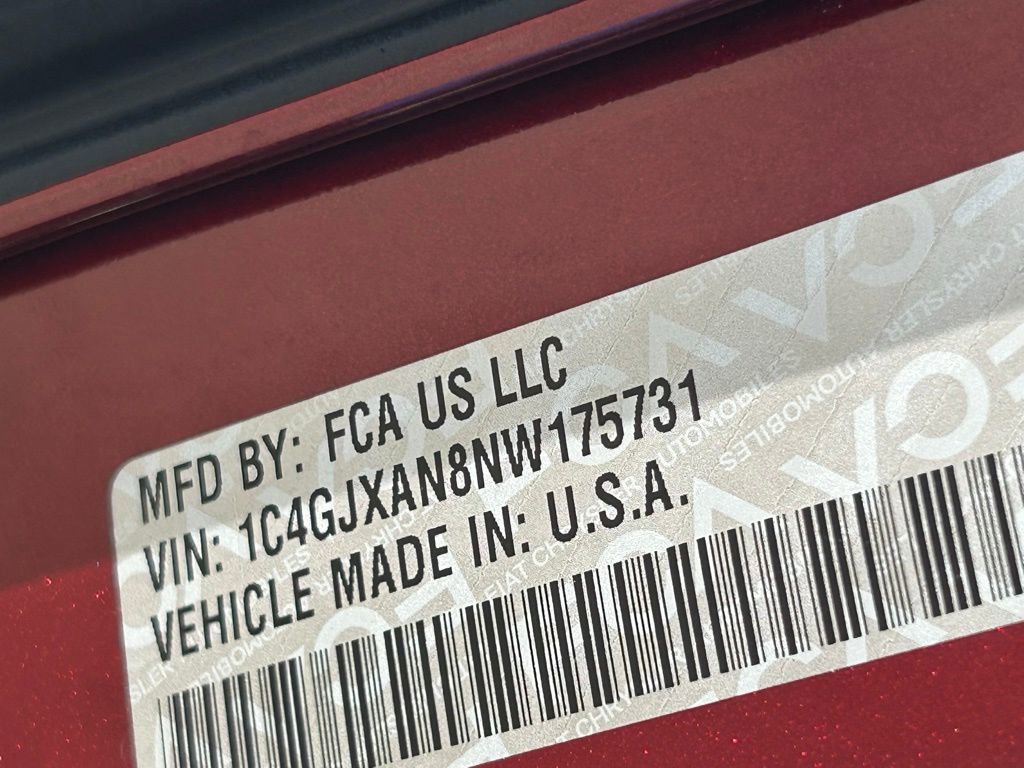 MFD BY: FCA US LLC
VIN: 1C4GJXAN8NW175731
VEHICLE MADE IN: U.S.A.